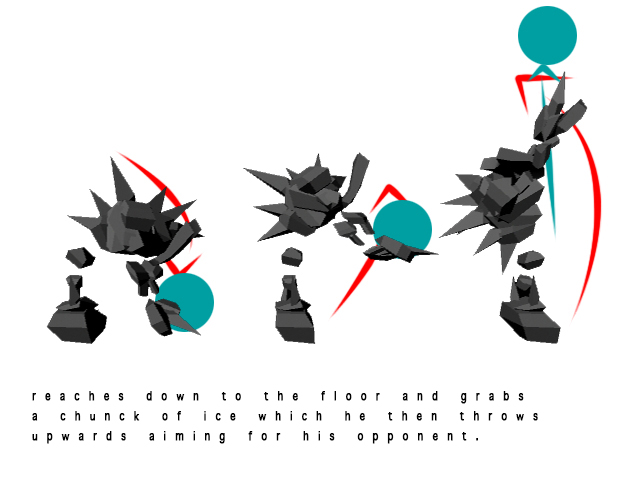 reaches down to the floor and grabs
a chunck of ice which he then throws
upwards aiming for his opponent.